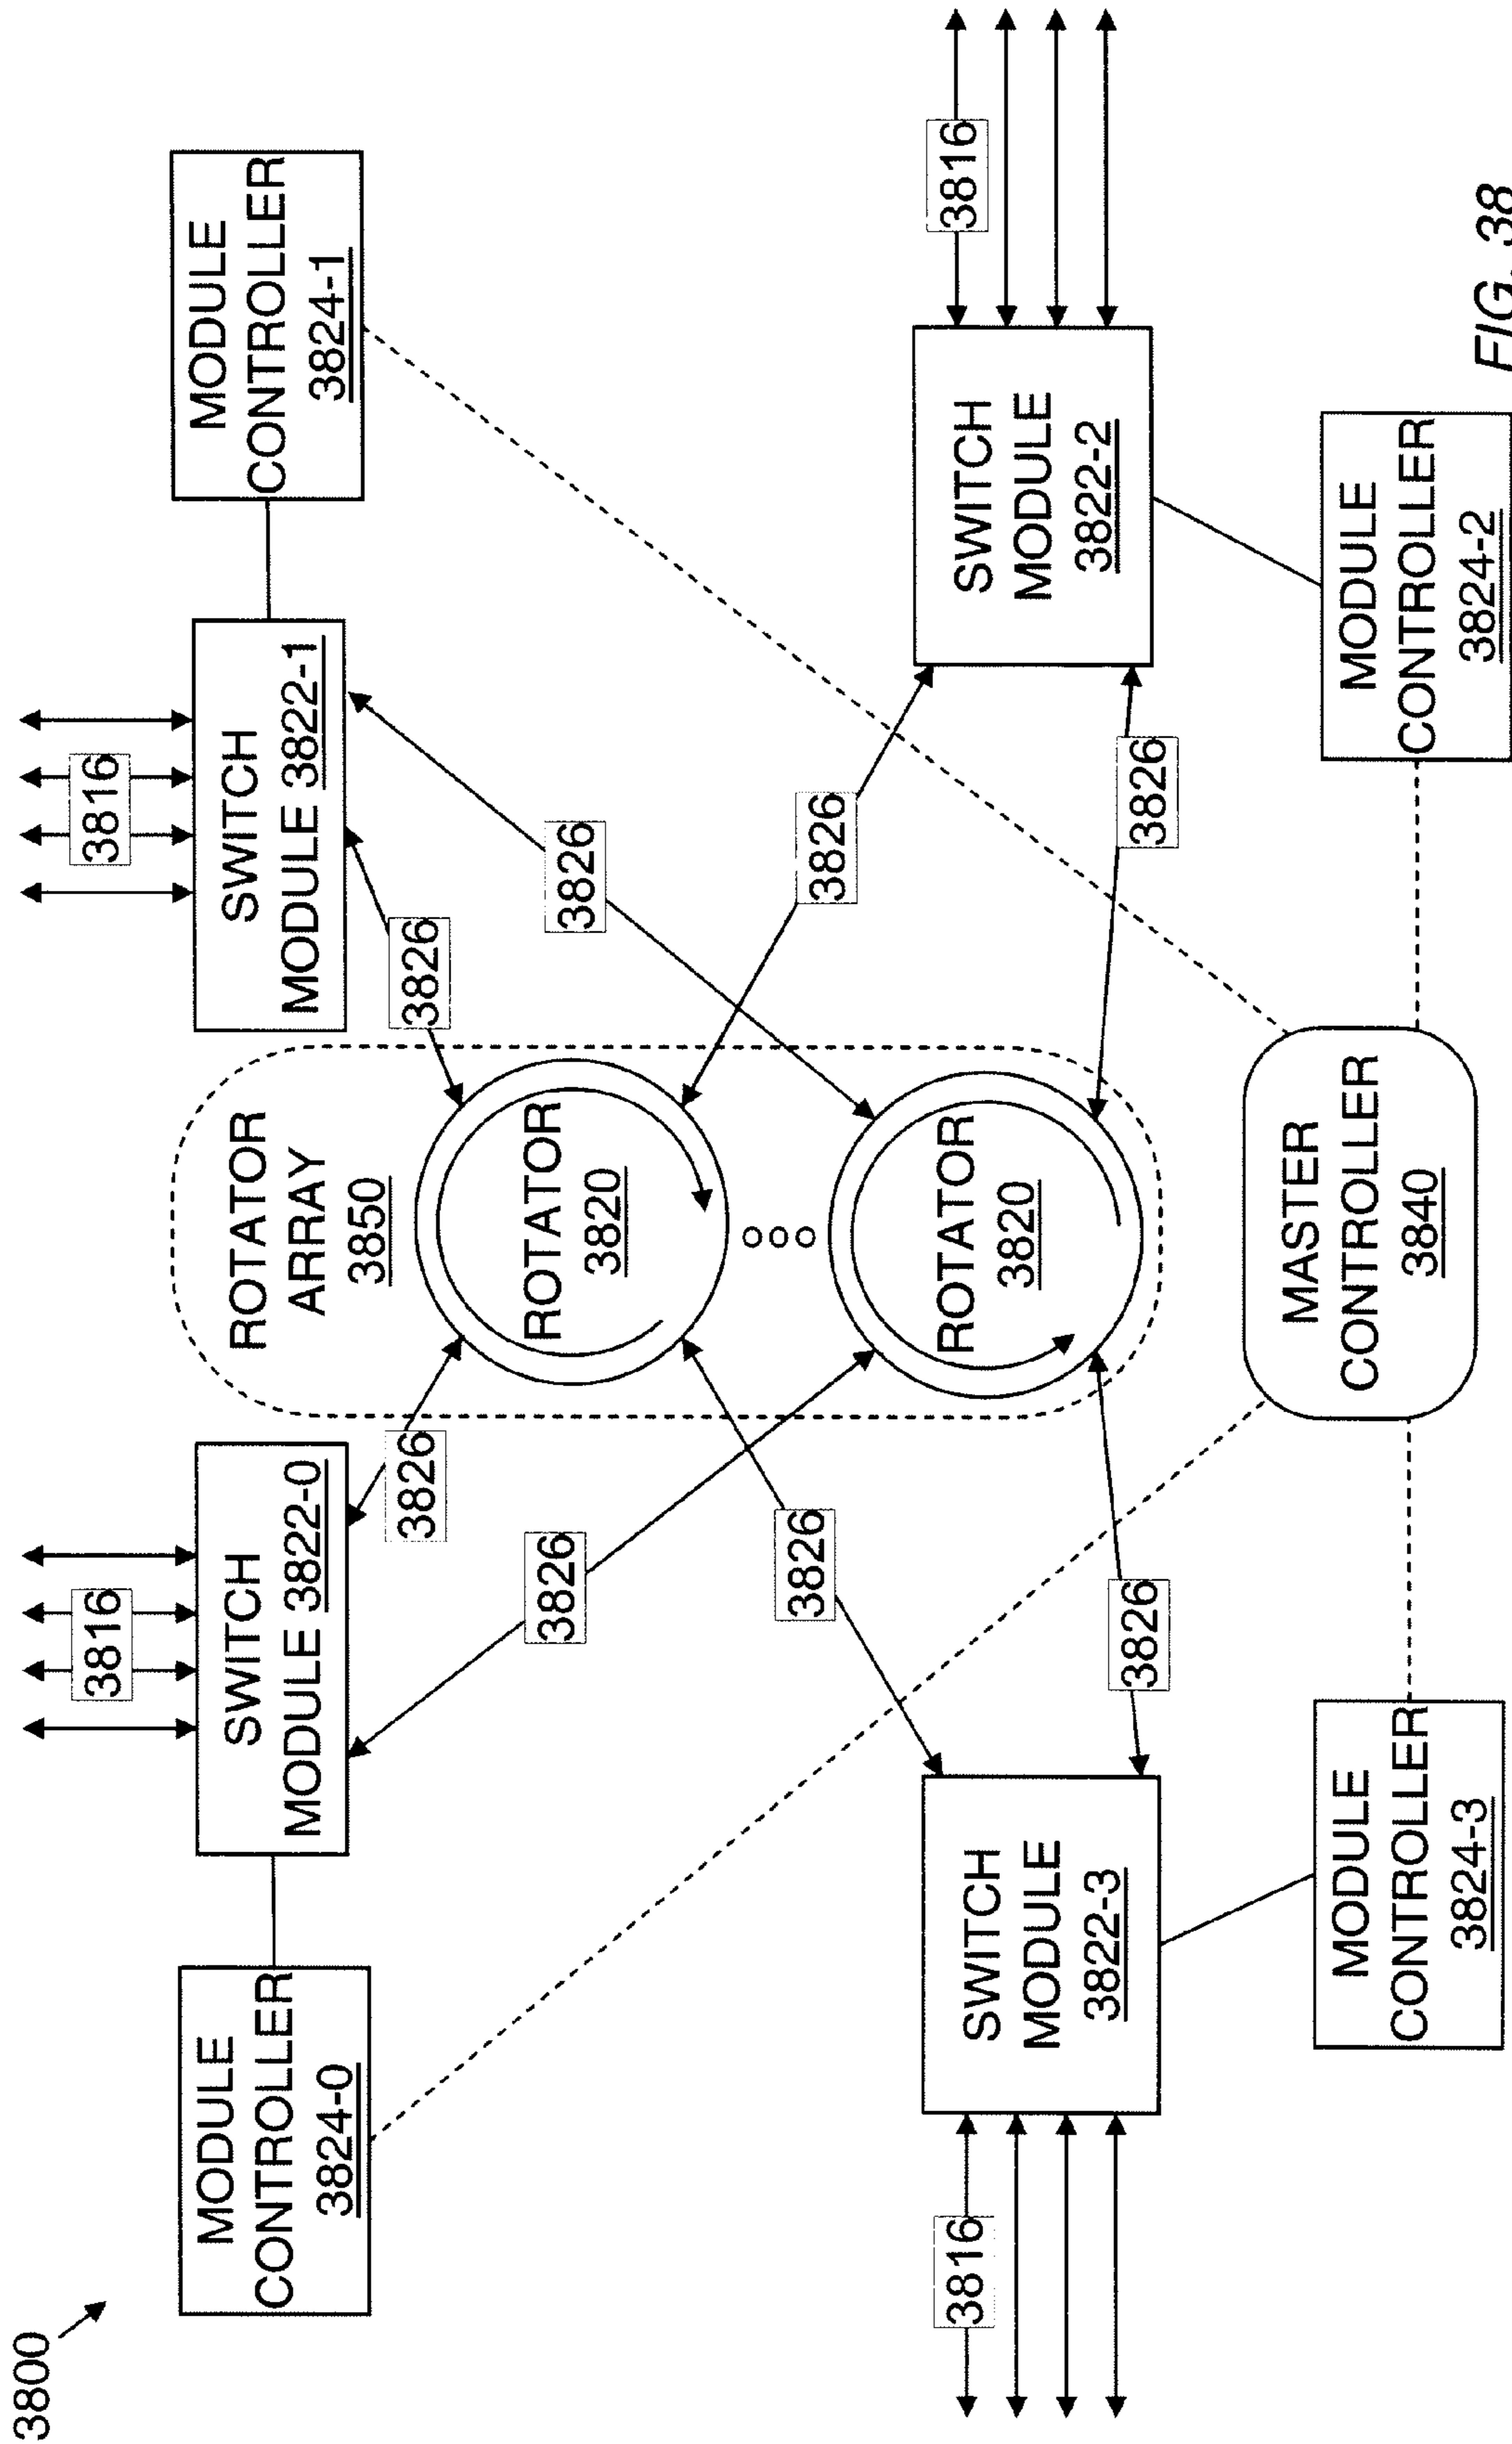 3800
MODULE
CONTROLLER
3824-0
3816
SWITCH
MODULE 3822-0
3826
3826
ROTATOR
ARRAY
3850
3816
SWITCH
MODULE 3822-1
3826
3826
MODULE
CONTROLLER
3824-1
ROTATOR
3820
ROTATOR
3820
3816
SWITCH
MODULE
3822-3
3826
3826
3826
3826
SWITCH
MODULE
3822-2
3816
MODULE
CONTROLLER
3824-3
MASTER
CONTROLLER
3840
MODULE
CONTROLLER
3824-2
FIG. 38